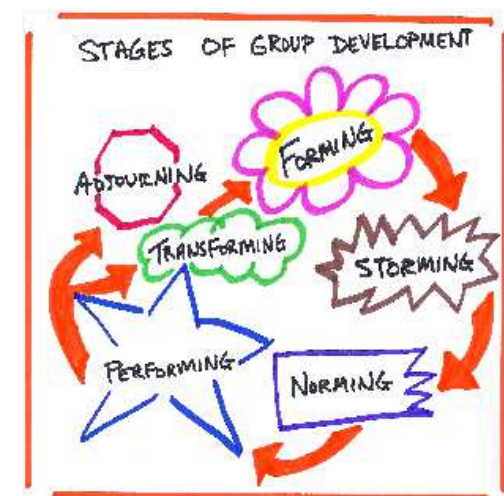 STAGES OF GROUP DEVELOPMENT
FORMING
ADJOURNING
TRANSFORMING
STORMING
PERFORMING
NORMING